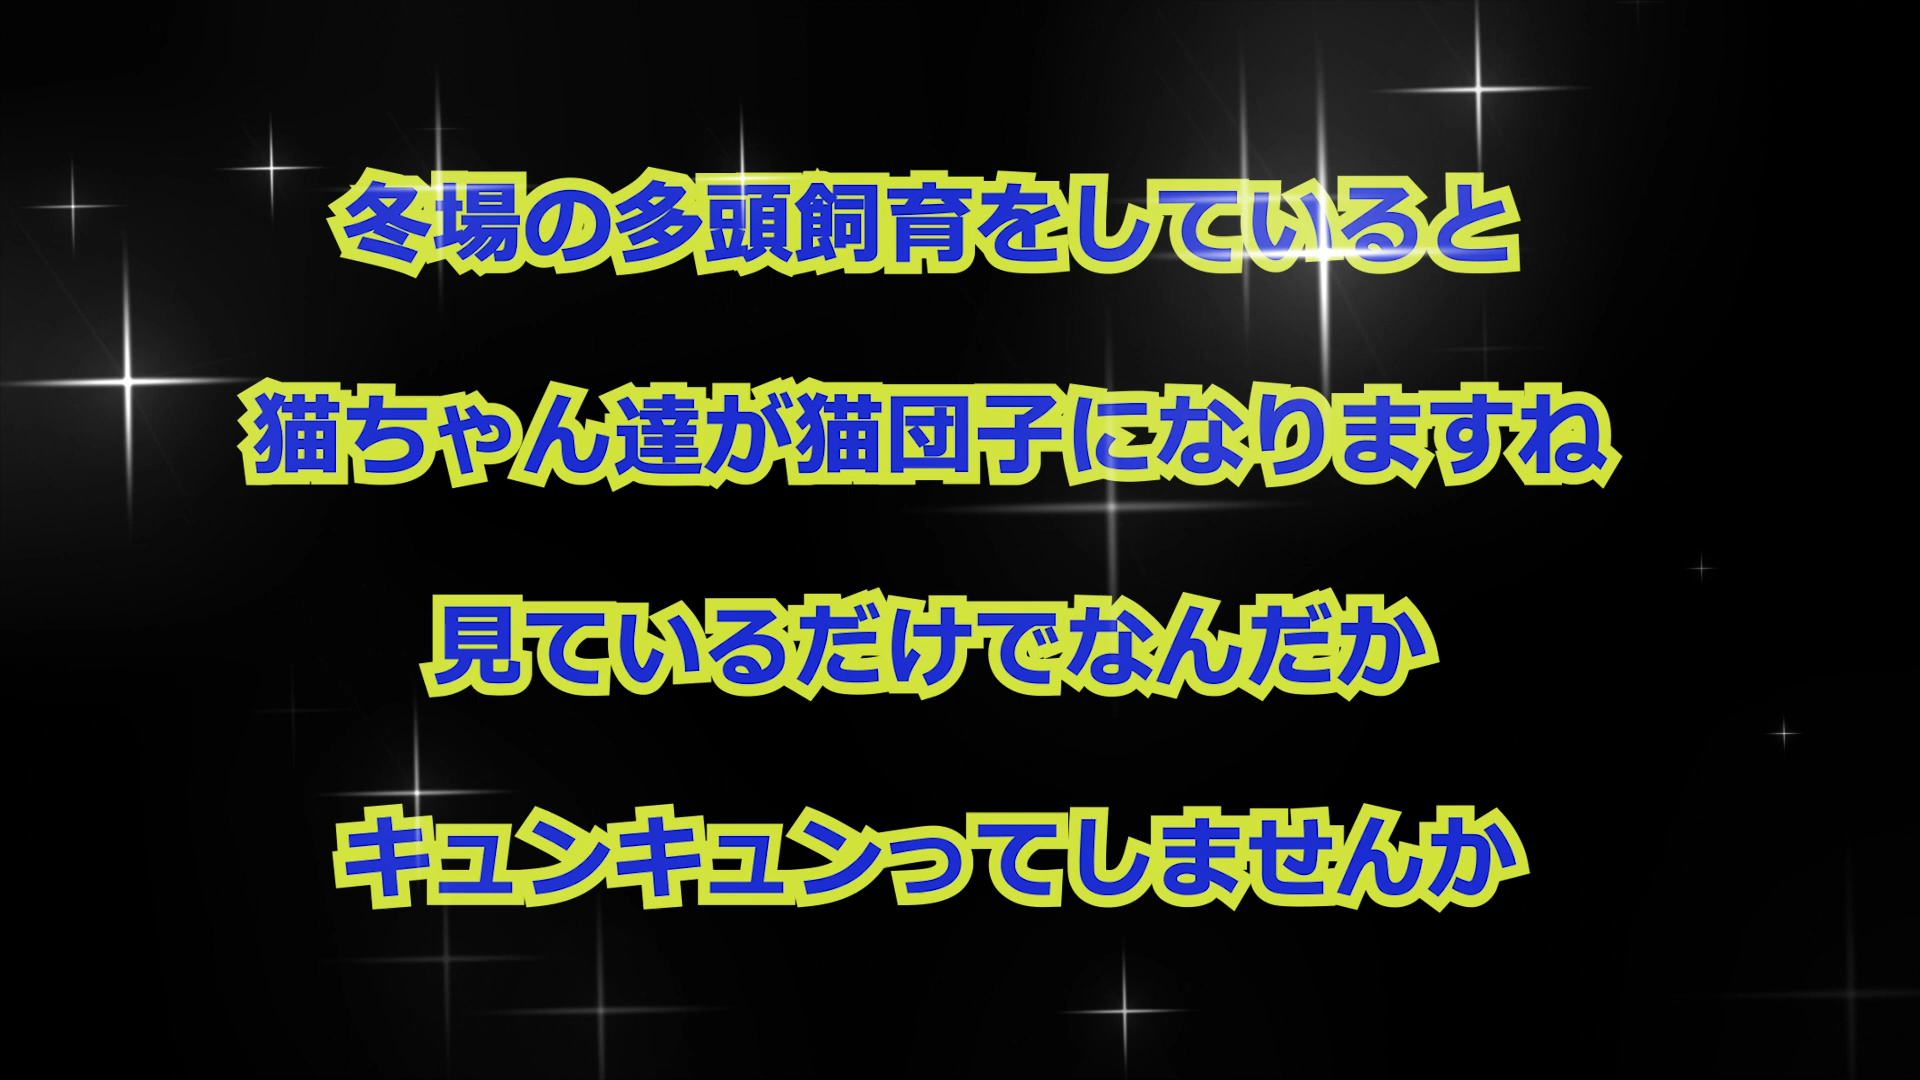 冬場の多頭飼育をしていると
猫ちゃん達が猫団子になりますね
見ているだけでなんだか
キュンキュンってしませんか